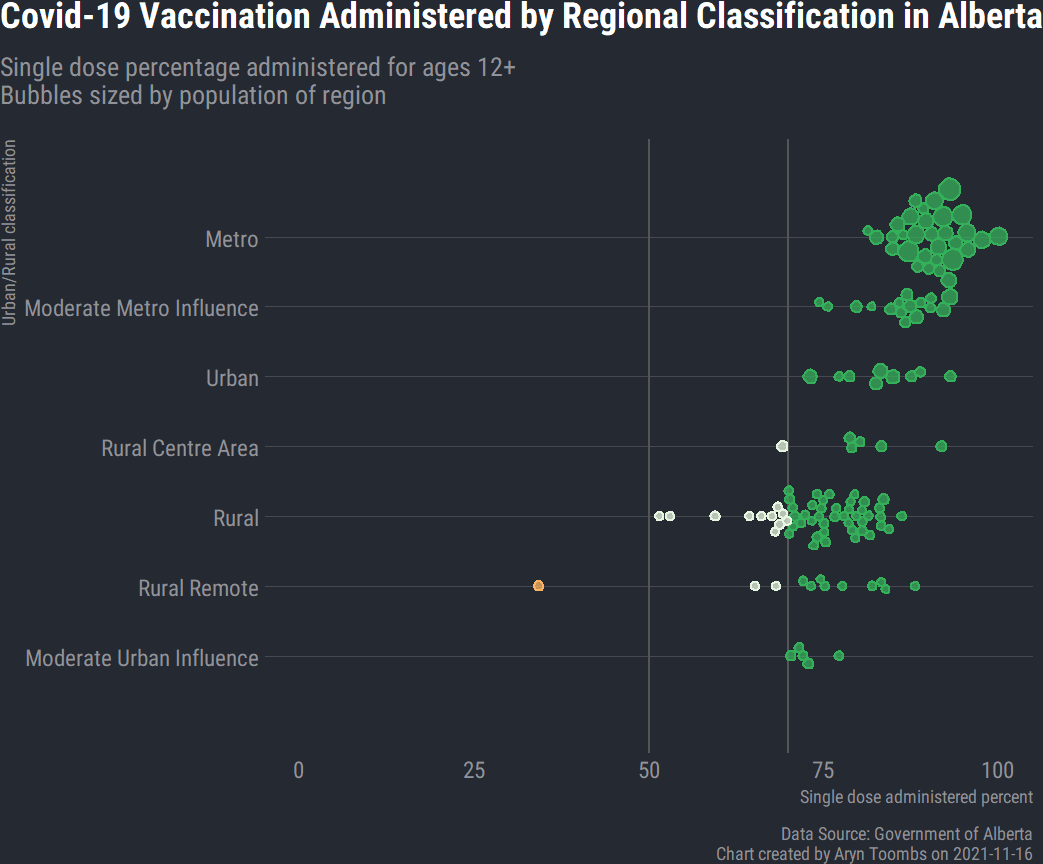 Covid-19 Vaccination Administered by Regional Classification in Alberta
Single dose percentage administered for ages 12+
Bubbles sized by population of region
Urban/Rural classification
Metro
Moderate Metro Influence
Urban
Rural Centre Area
Rural
Rural Remote
Moderate Urban Influence
0 25 50 75 100
Single dose administered percent
Data Source: Government of Alberta
Chart created by Aryn Toombs on 2021-11-16